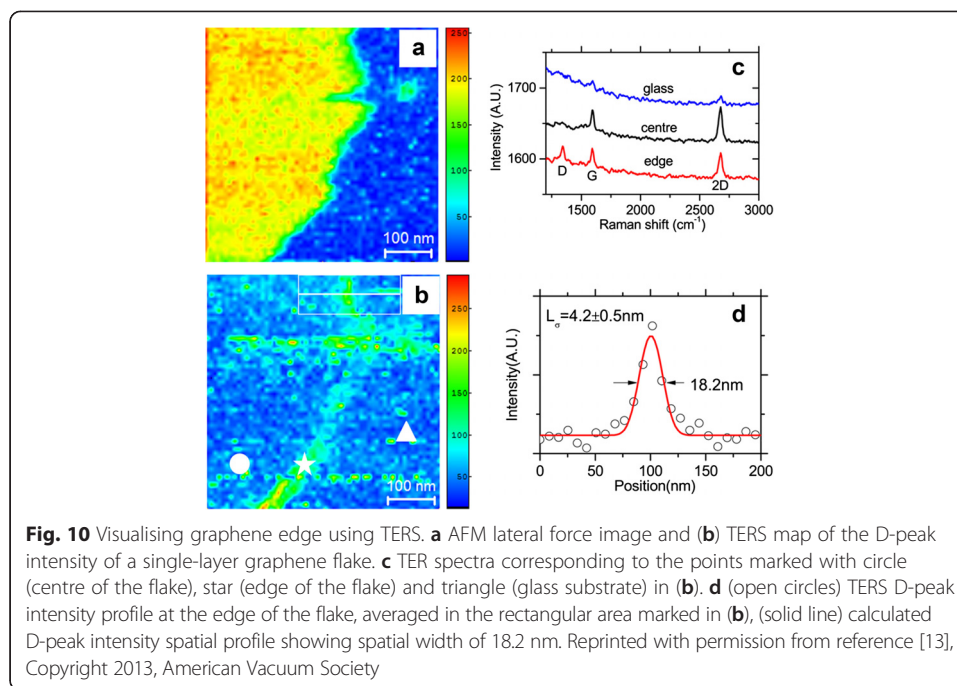 a
250
200
150
100
50
100 nm
b
250
200
150
100
50
100 nm
c
Intensity (A.U.)
1700
1600
glass
centre
edge
D
G
2D
1500
2000
2500
3000
Raman shift (cm⁻¹)
d
Lσ=4.2±0.5nm
18.2nm
Intensity(A.U.)
0
50
100
150
200
Position(nm)
Fig. 10 Visualising graphene edge using TERS. a AFM lateral force image and (b) TERS map of the D-peak
intensity of a single-layer graphene flake. c TER spectra corresponding to the points marked with circle
(centre of the flake), star (edge of the flake) and triangle (glass substrate) in (b). d (open circles) TERS D-peak
intensity profile at the edge of the flake, averaged in the rectangular area marked in (b), (solid line) calculated
D-peak intensity spatial profile showing spatial width of 18.2 nm. Reprinted with permission from reference [13],
Copyright 2013, American Vacuum Society